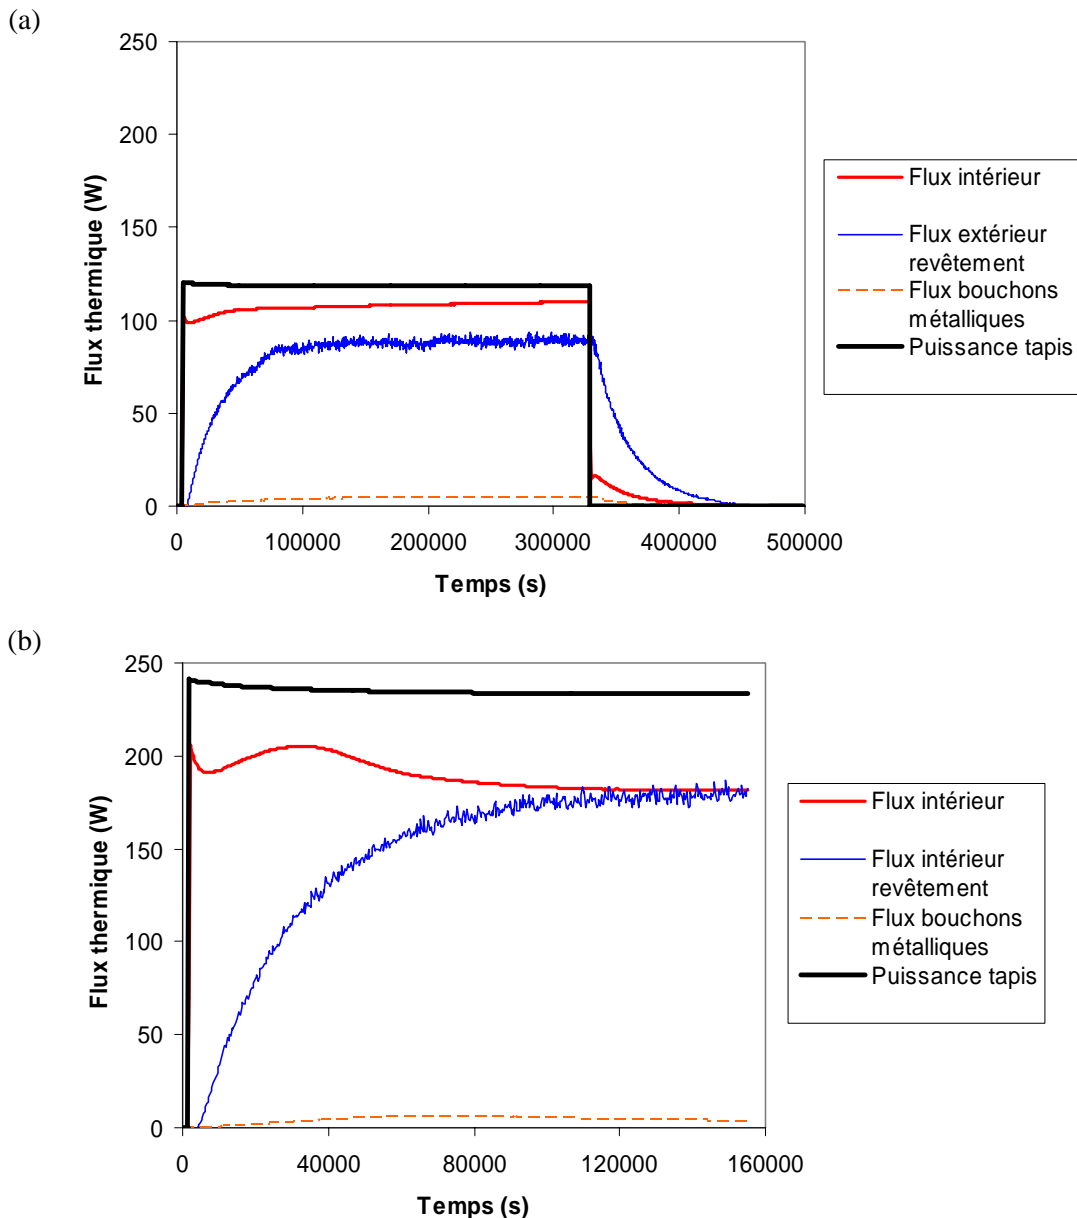 (a)
250
200
150
100
50
0
Flux thermique (W)
0 100000 200000 300000 400000 500000
Temps (s)
Flux intérieur
Flux extérieur
revêtement
Flux bouchons
métalliques
Puissance tapis
(b)
250
200
150
100
50
0
Flux thermique (W)
0 40000 80000 120000 160000
Temps (s)
Flux intérieur
Flux intérieur
revêtement
Flux bouchons
métalliques
Puissance tapis